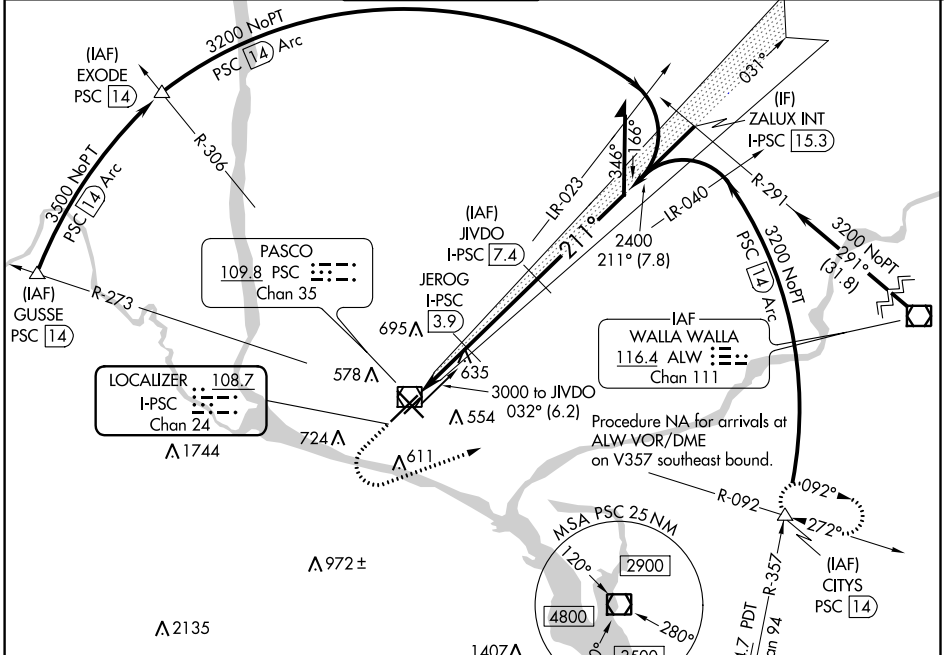 3200 NoPT
PSC 14 Arc
(IAF)
EXODE
PSC 14
3500 NoPT
PSC 14 Arc
R-306
(IAF)
GUSSE
PSC 14
R-273
PASCO
109.8 PSC
Chan 35
LOCALIZER 108.7
I-PSC
Chan 24
(IAF)
JIVDO
I-PSC 7.4
JEROG
I-PSC
3.9
LR-023
346°
166°
211°
031°
(IF)
ZALUX INT
I-PSC 15.3
R-291
LR-040
2400
211° (7.8)
3200 NoPT
291°
(31.8)
3200 NoPT
PSC 14 Arc
IAF
WALLA WALLA
116.4 ALW
Chan 111
695
635
578
554
3000 to JIVDO
032° (6.2)
724
611
1744
Procedure NA for arrivals at
ALW VOR/DME
on V357 southeast bound.
R-092
092°
272°
(IAF)
CITYS
PSC 14
R-357
PDT
94
MSA PSC 25 NM
120°
2900
4800
280°
972 ±
2135
1407
3500